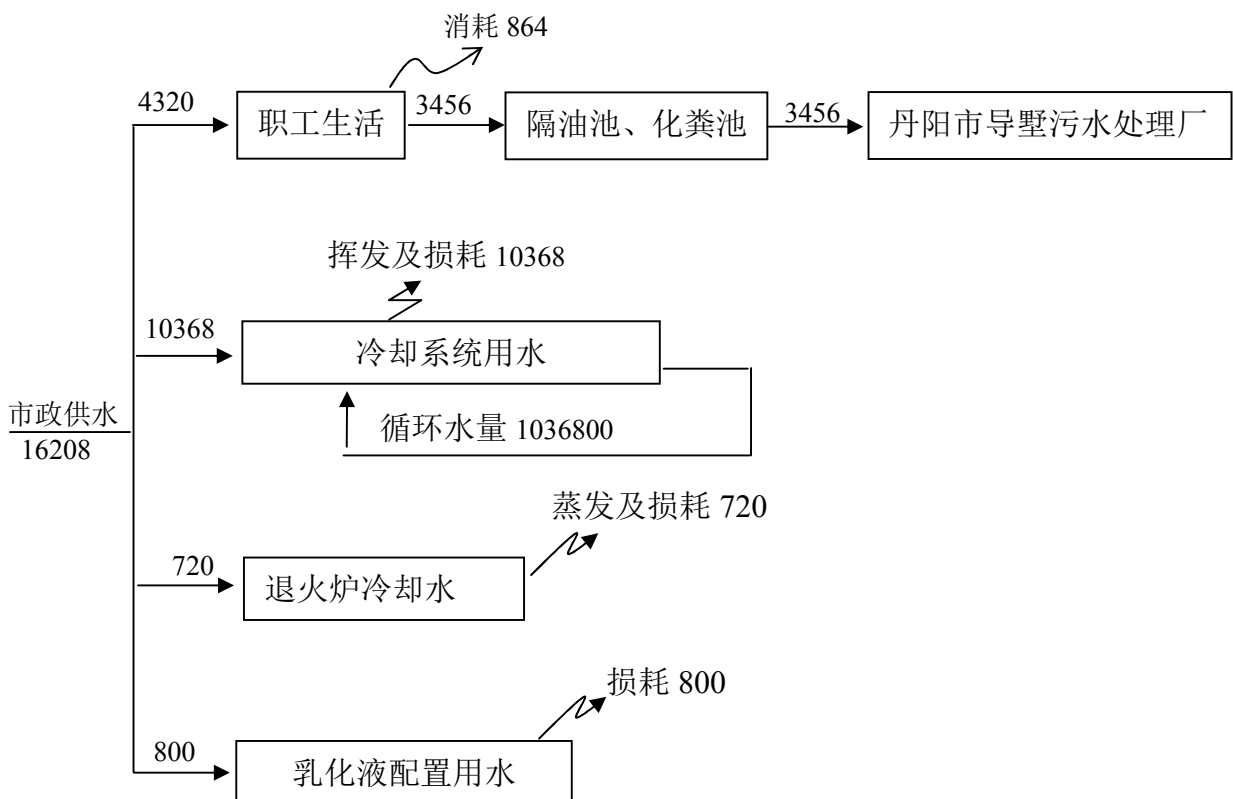 消耗 864
4320
职工生活
3456
隔油池、化粪池
3456
丹阳市导墅污水处理厂
挥发及损耗 10368
10368
冷却系统用水
循环水量 1036800
市政供水
16208
蒸发及损耗 720
720
退火炉冷却水
损耗 800
800
乳化液配置用水